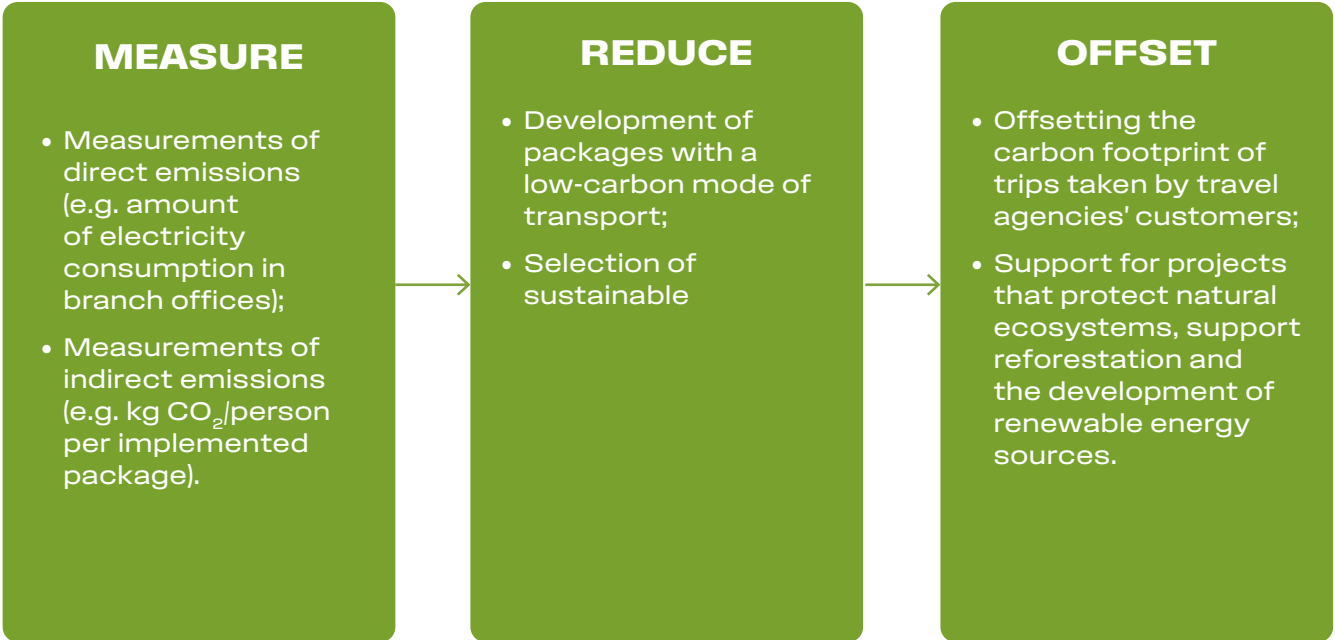 MEASURE
• Measurements of
direct emissions
(e.g. amount
of electricity
consumption in
branch offices);
• Measurements of
indirect emissions
(e.g. kg CO₂/person
per implemented
package).
REDUCE
• Development of
packages with a
low-carbon mode of
transport;
• Selection of
sustainable
OFFSET
• Offsetting the
carbon footprint of
trips taken by travel
agencies' customers;
• Support for projects
that protect natural
ecosystems, support
reforestation and
the development of
renewable energy
sources.